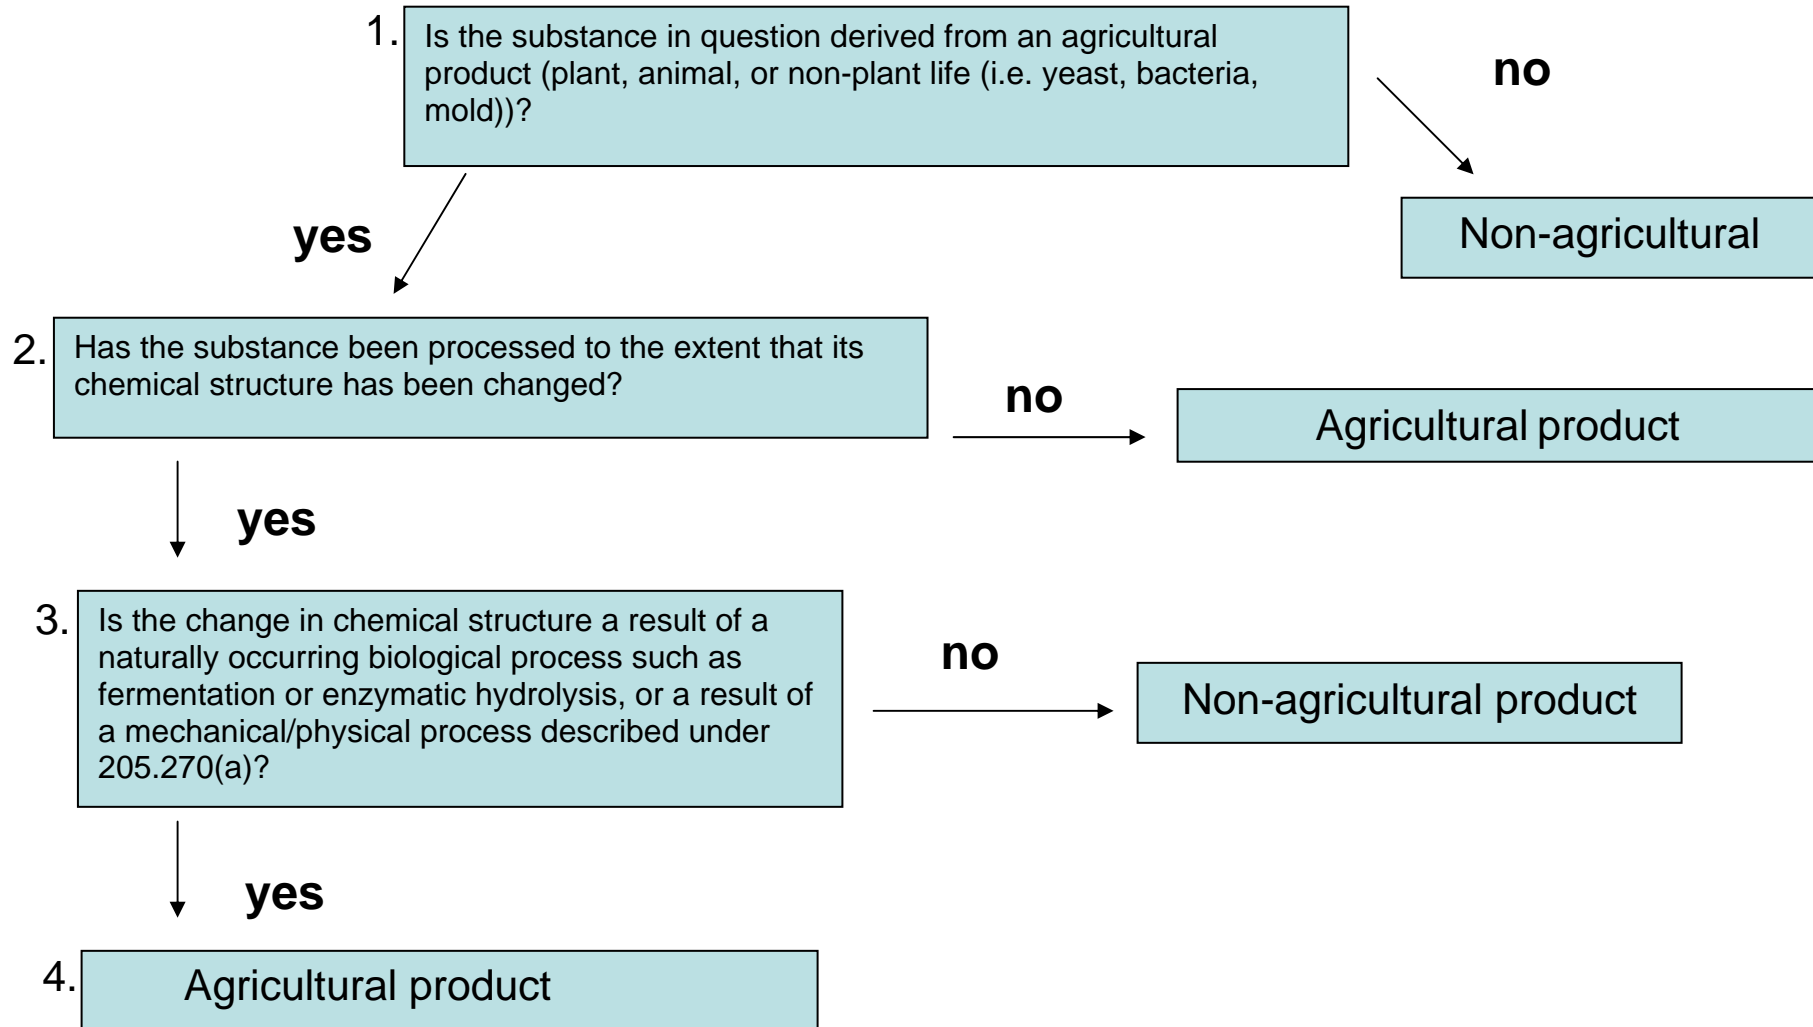 1.
Is the substance in question derived from an agricultural
product (plant, animal, or non-plant life (i.e. yeast, bacteria,
mold))?
no
Non-agricultural
yes
2.
Has the substance been processed to the extent that its
chemical structure has been changed?
no
Agricultural product
yes
3.
Is the change in chemical structure a result of a
naturally occurring biological process such as
fermentation or enzymatic hydrolysis, or a result of
a mechanical/physical process described under
205.270(a)?
no
Non-agricultural product
yes
4.
Agricultural product